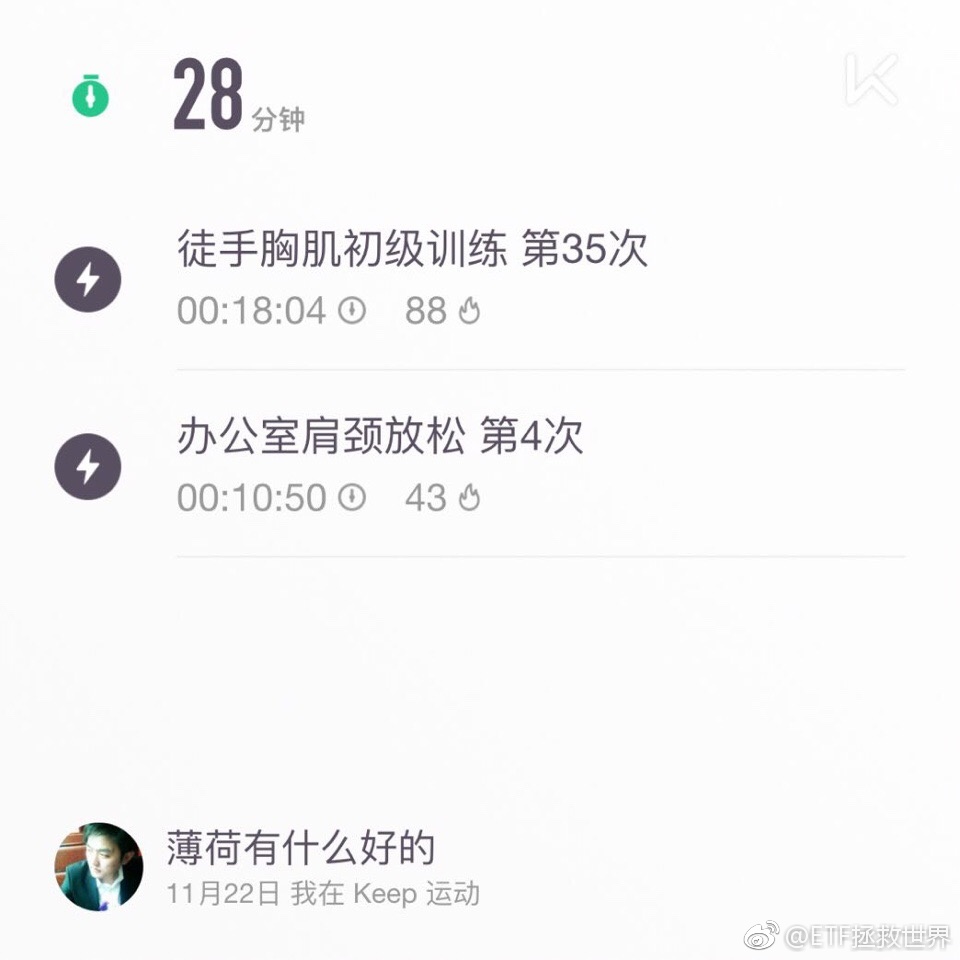 28 分钟
徒手胸肌初级训练 第35次
00:18:04 88
办公室肩颈放松 第4次
00:10:50 43
薄荷有什么好的
11月22日 我在 Keep 运动
@ETF拯救世界